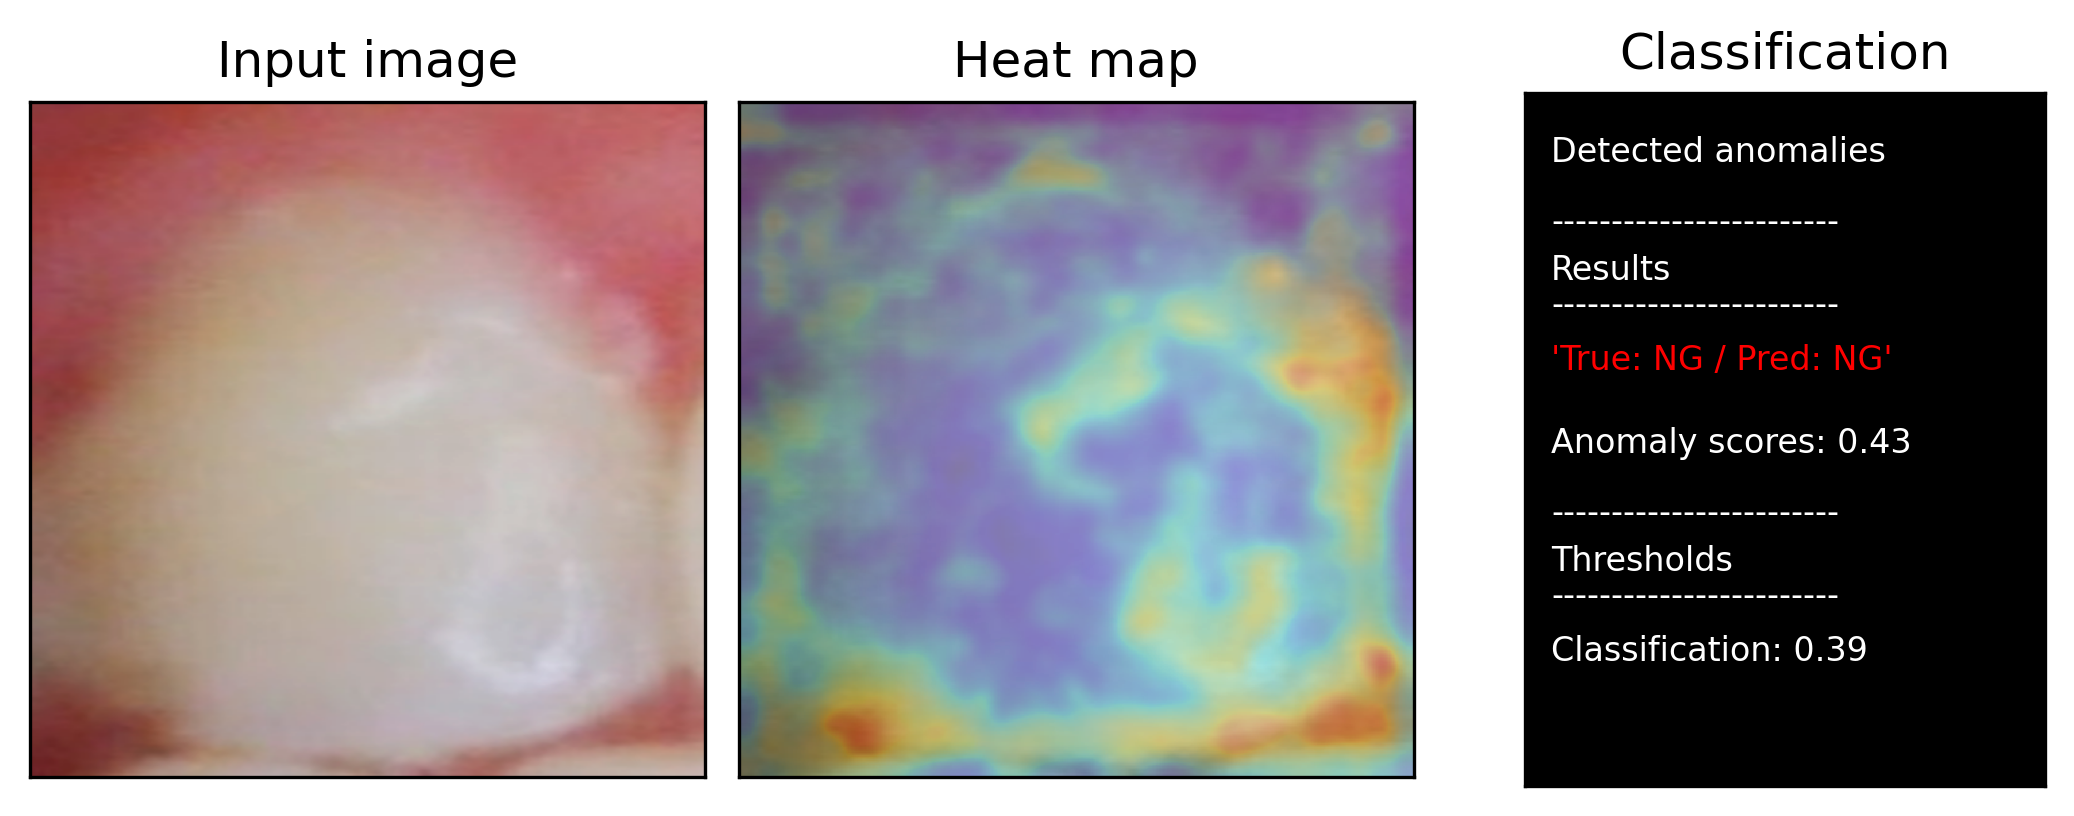 Input image
Heat map
Classification
Detected anomalies
------------------------
Results
------------------------
'True: NG / Pred: NG'
Anomaly scores: 0.43
------------------------
Thresholds
------------------------
Classification: 0.39